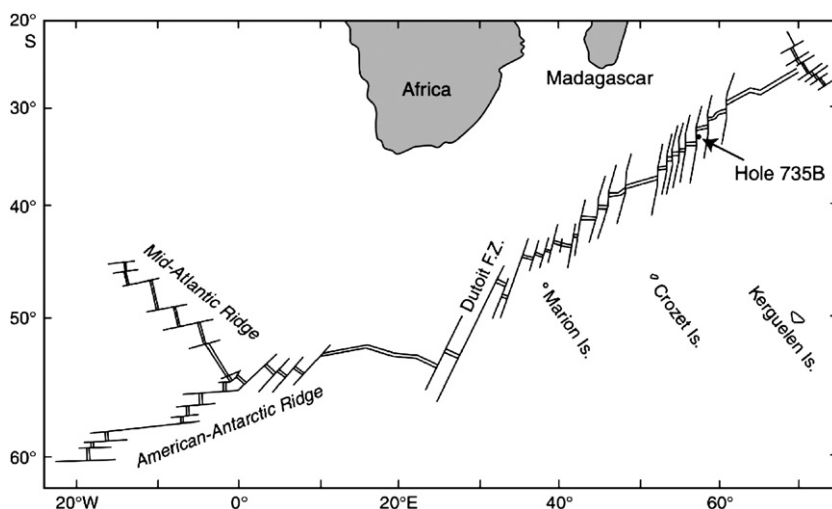 20°
S
30°
40°
50°
60°
20°W
0°
20°E
40°
60°
Africa
Madagascar
Hole 735B
Mid-Atlantic Ridge
American-Antarctic Ridge
Dutoit F.Z.
Marion Is.
Crozet Is.
Kerguelen Is.